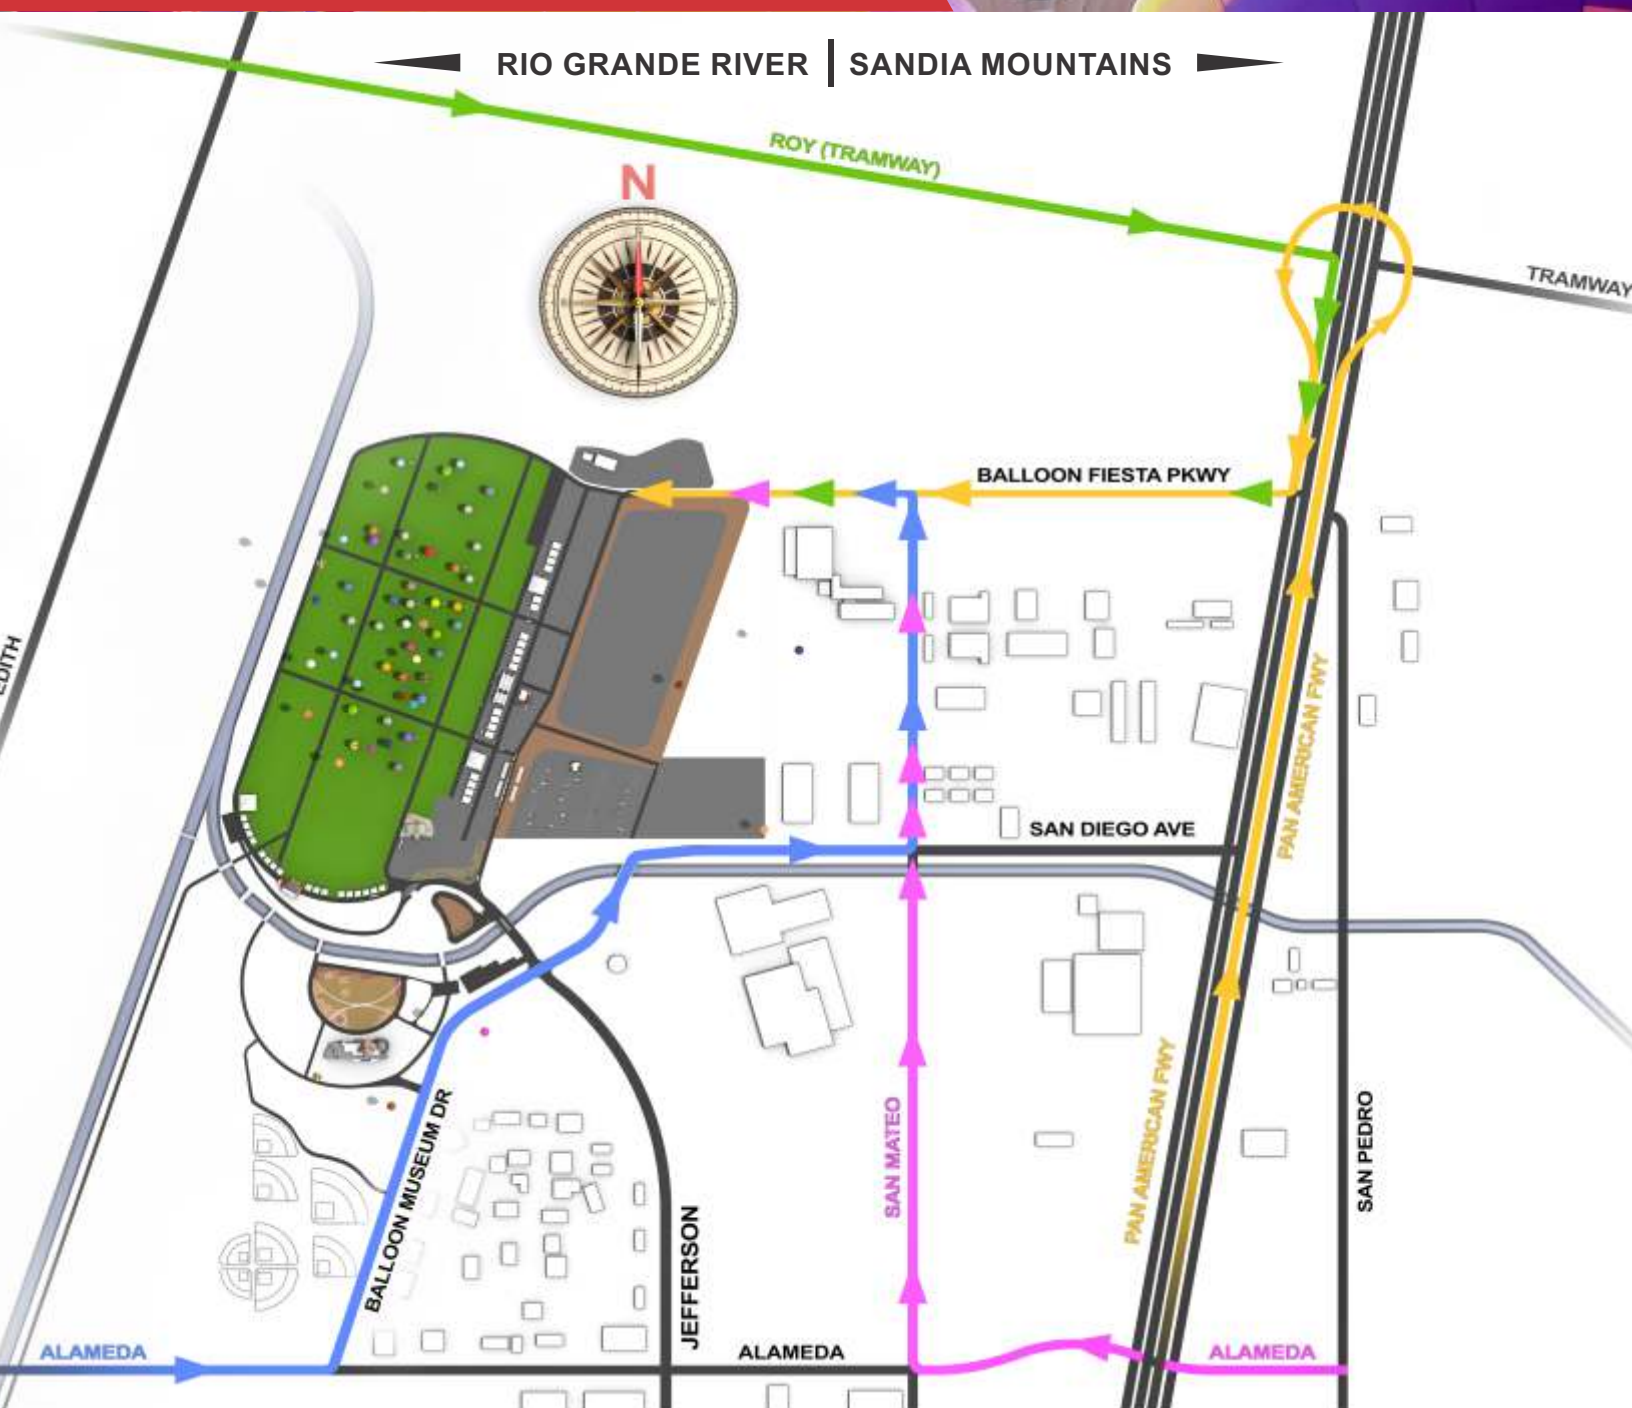 RIO GRANDE RIVER | SANDIA MOUNTAINS
ROY (TRAMWAY)
N
TRAMWAY
BALLOON FIESTA PKWY
EDITH
PAN AMERICAN FWY
SAN DIEGO AVE
PAN AMERICAN FWY
SAN MATEO
SAN PEDRO
BALLOON MUSEUM DR
JEFFERSON
ALAMEDA
ALAMEDA
ALAMEDA